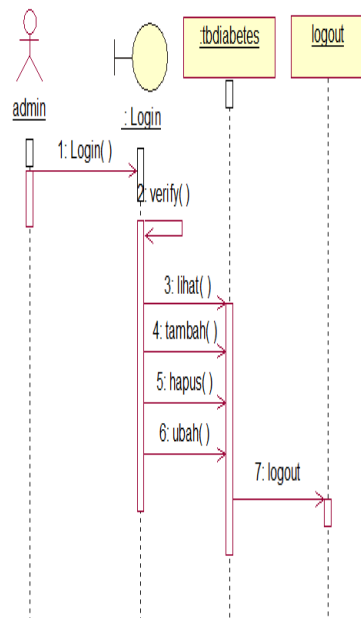 :tbdiabetes
logout
admin
: Login
1: Login( )
2: verify( )
3: lihat( )
4: tambah( )
5: hapus( )
6: ubah( )
7: logout